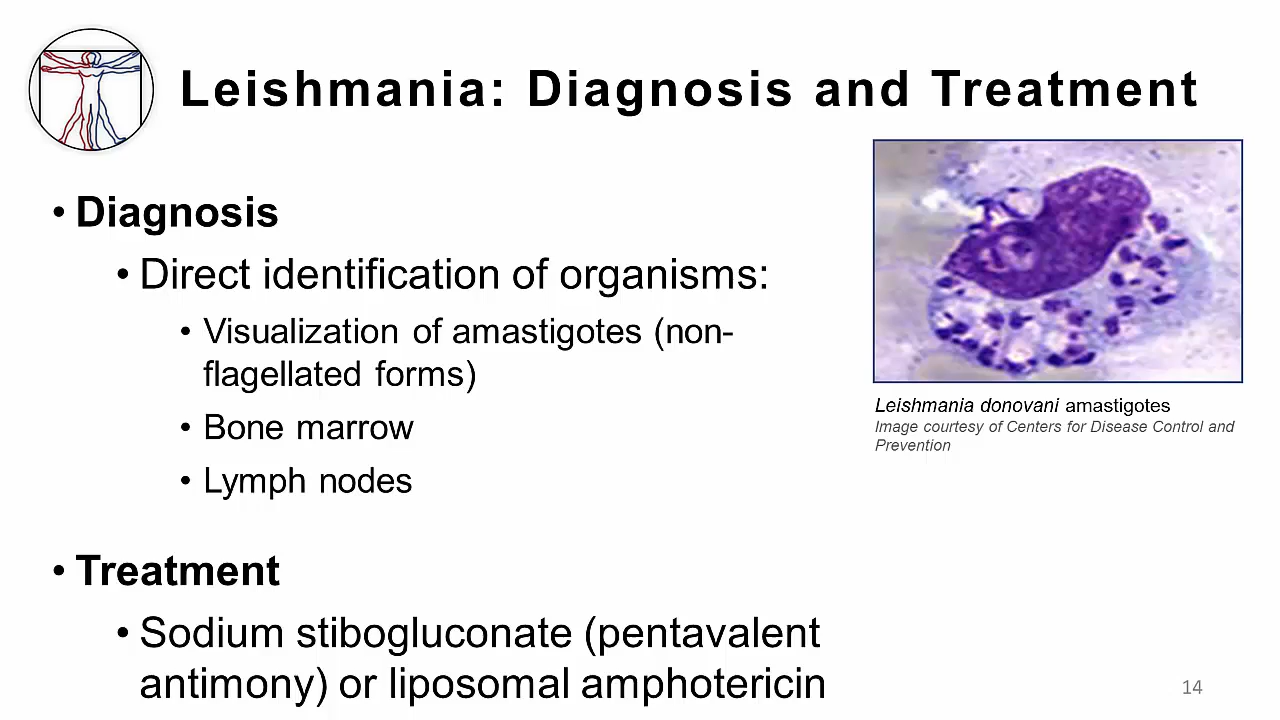 Leishmania: Diagnosis and Treatment
• Diagnosis
• Direct identification of organisms:
• Visualization of amastigotes (non-
flagellated forms)
• Bone marrow
• Lymph nodes
• Treatment
• Sodium stibogluconate (pentavalent
antimony) or liposomal amphotericin
Leishmania donovani amastigotes
Image courtesy of Centers for Disease Control and
Prevention
14